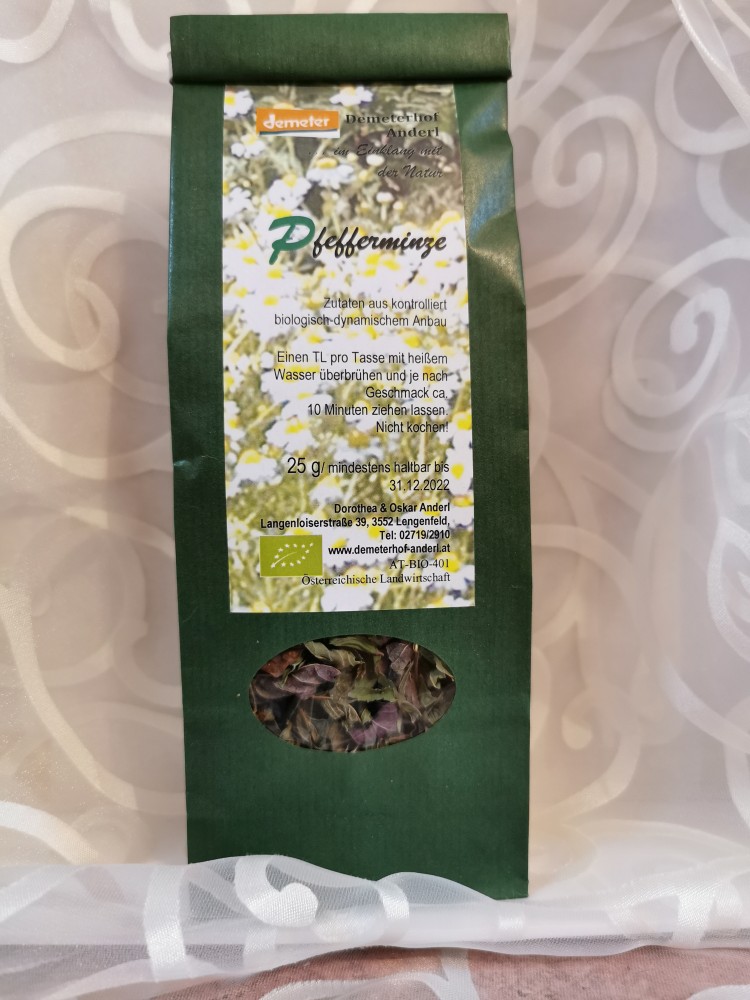 demeter
Demeterhof
Anderl
... im Einklang mit
der Natur
Pfefferminze
Zutaten aus kontrolliert
biologisch-dynamischem Anbau
Einen TL pro Tasse mit heißem
Wasser überbrühen und je nach
Geschmack ca.
10 Minuten ziehen lassen.
Nicht kochen!
25 g/ mindestens haltbar bis
31.12.2022
Dorothea & Oskar Anderl
Langenloiserstraße 39, 3552 Lengenfeld,
Tel: 02719/2910
www.demeterhof-anderl.at
AT-BIO-401
Österreichische Landwirtschaft